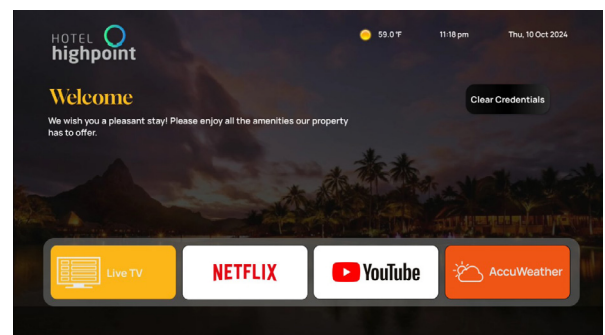 HOTEL
highpoint
59.0 °F
11:18 pm
Thu, 10 Oct 2024
Welcome
Clear Credentials
We wish you a pleasant stay! Please enjoy all the amenities our property
has to offer.
Live TV
NETFLIX
YouTube
AccuWeather